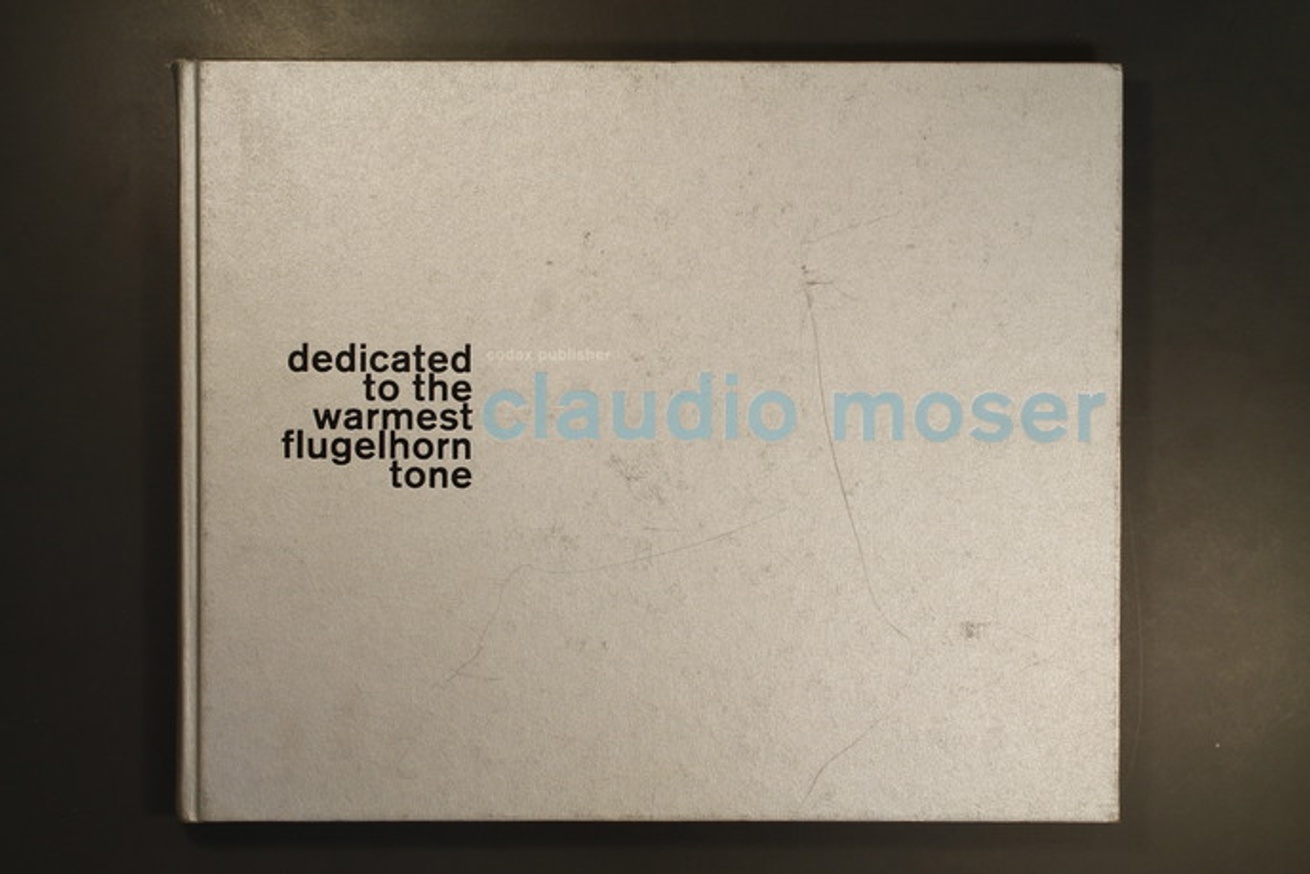 dedicated
to the
warmest
flugelhorn
tone
codax publisher
claudio moser